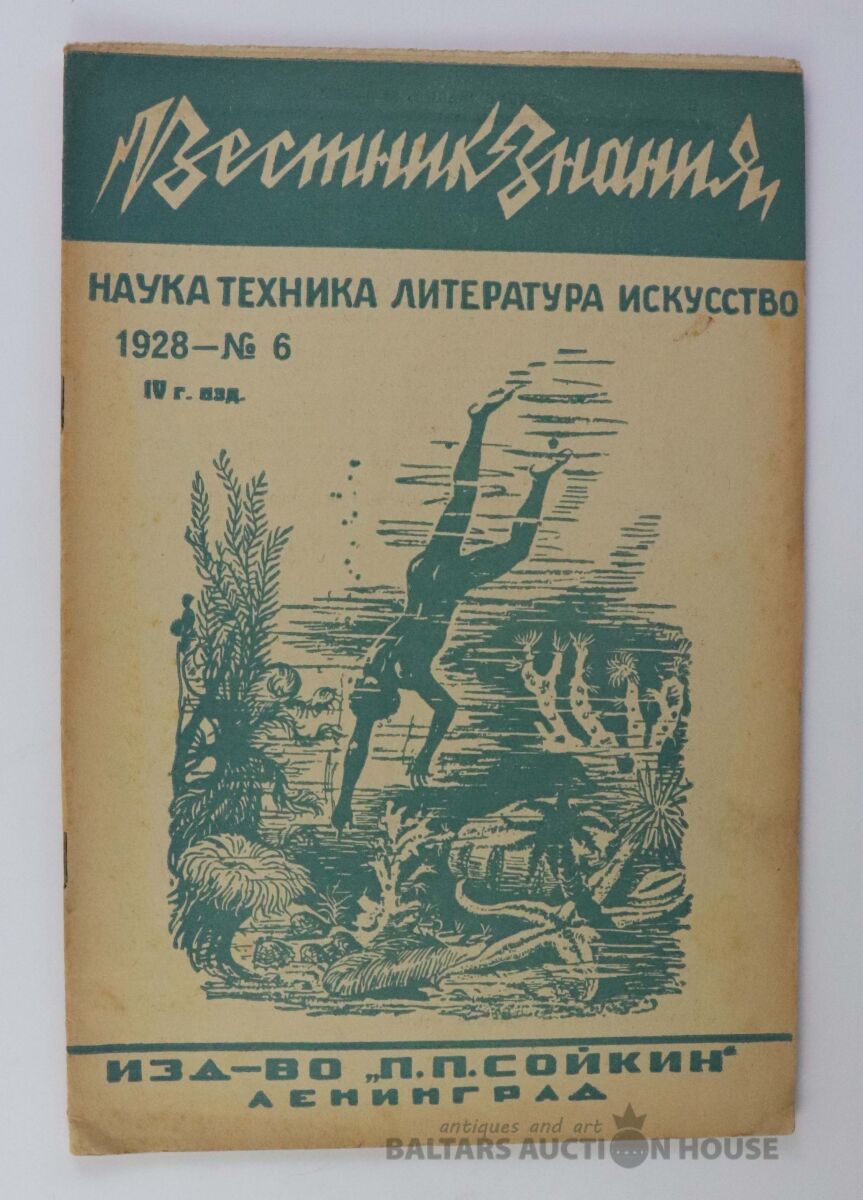 Вестник Знания
НАУКА ТЕХНИКА ЛИТЕРАТУРА ИСКУССТВО
1928 — № 6
IV г. изд.
ИЗД-ВО „П.П.СОЙКИН“
ЛЕНИНГРАД
antiques and art
BALTARS AUCTION HOUSE